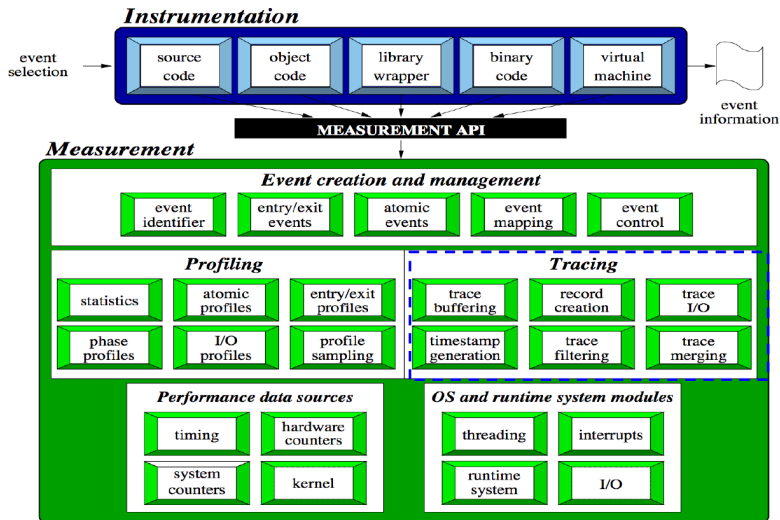 Instrumentation
event
selection
source
code
object
code
library
wrapper
binary
code
virtual
machine
event
information
MEASUREMENT API
Measurement
Event creation and management
event
identifier
entry/exit
events
atomic
events
event
mapping
event
control
Profiling
statistics
atomic
profiles
entry/exit
profiles
phase
profiles
I/O
profiles
profile
sampling
Tracing
trace
buffering
record
creation
trace
I/O
timestamp
generation
trace
filtering
trace
merging
Performance data sources
timing
hardware
counters
system
counters
kernel
OS and runtime system modules
threading
interrupts
runtime
system
I/O